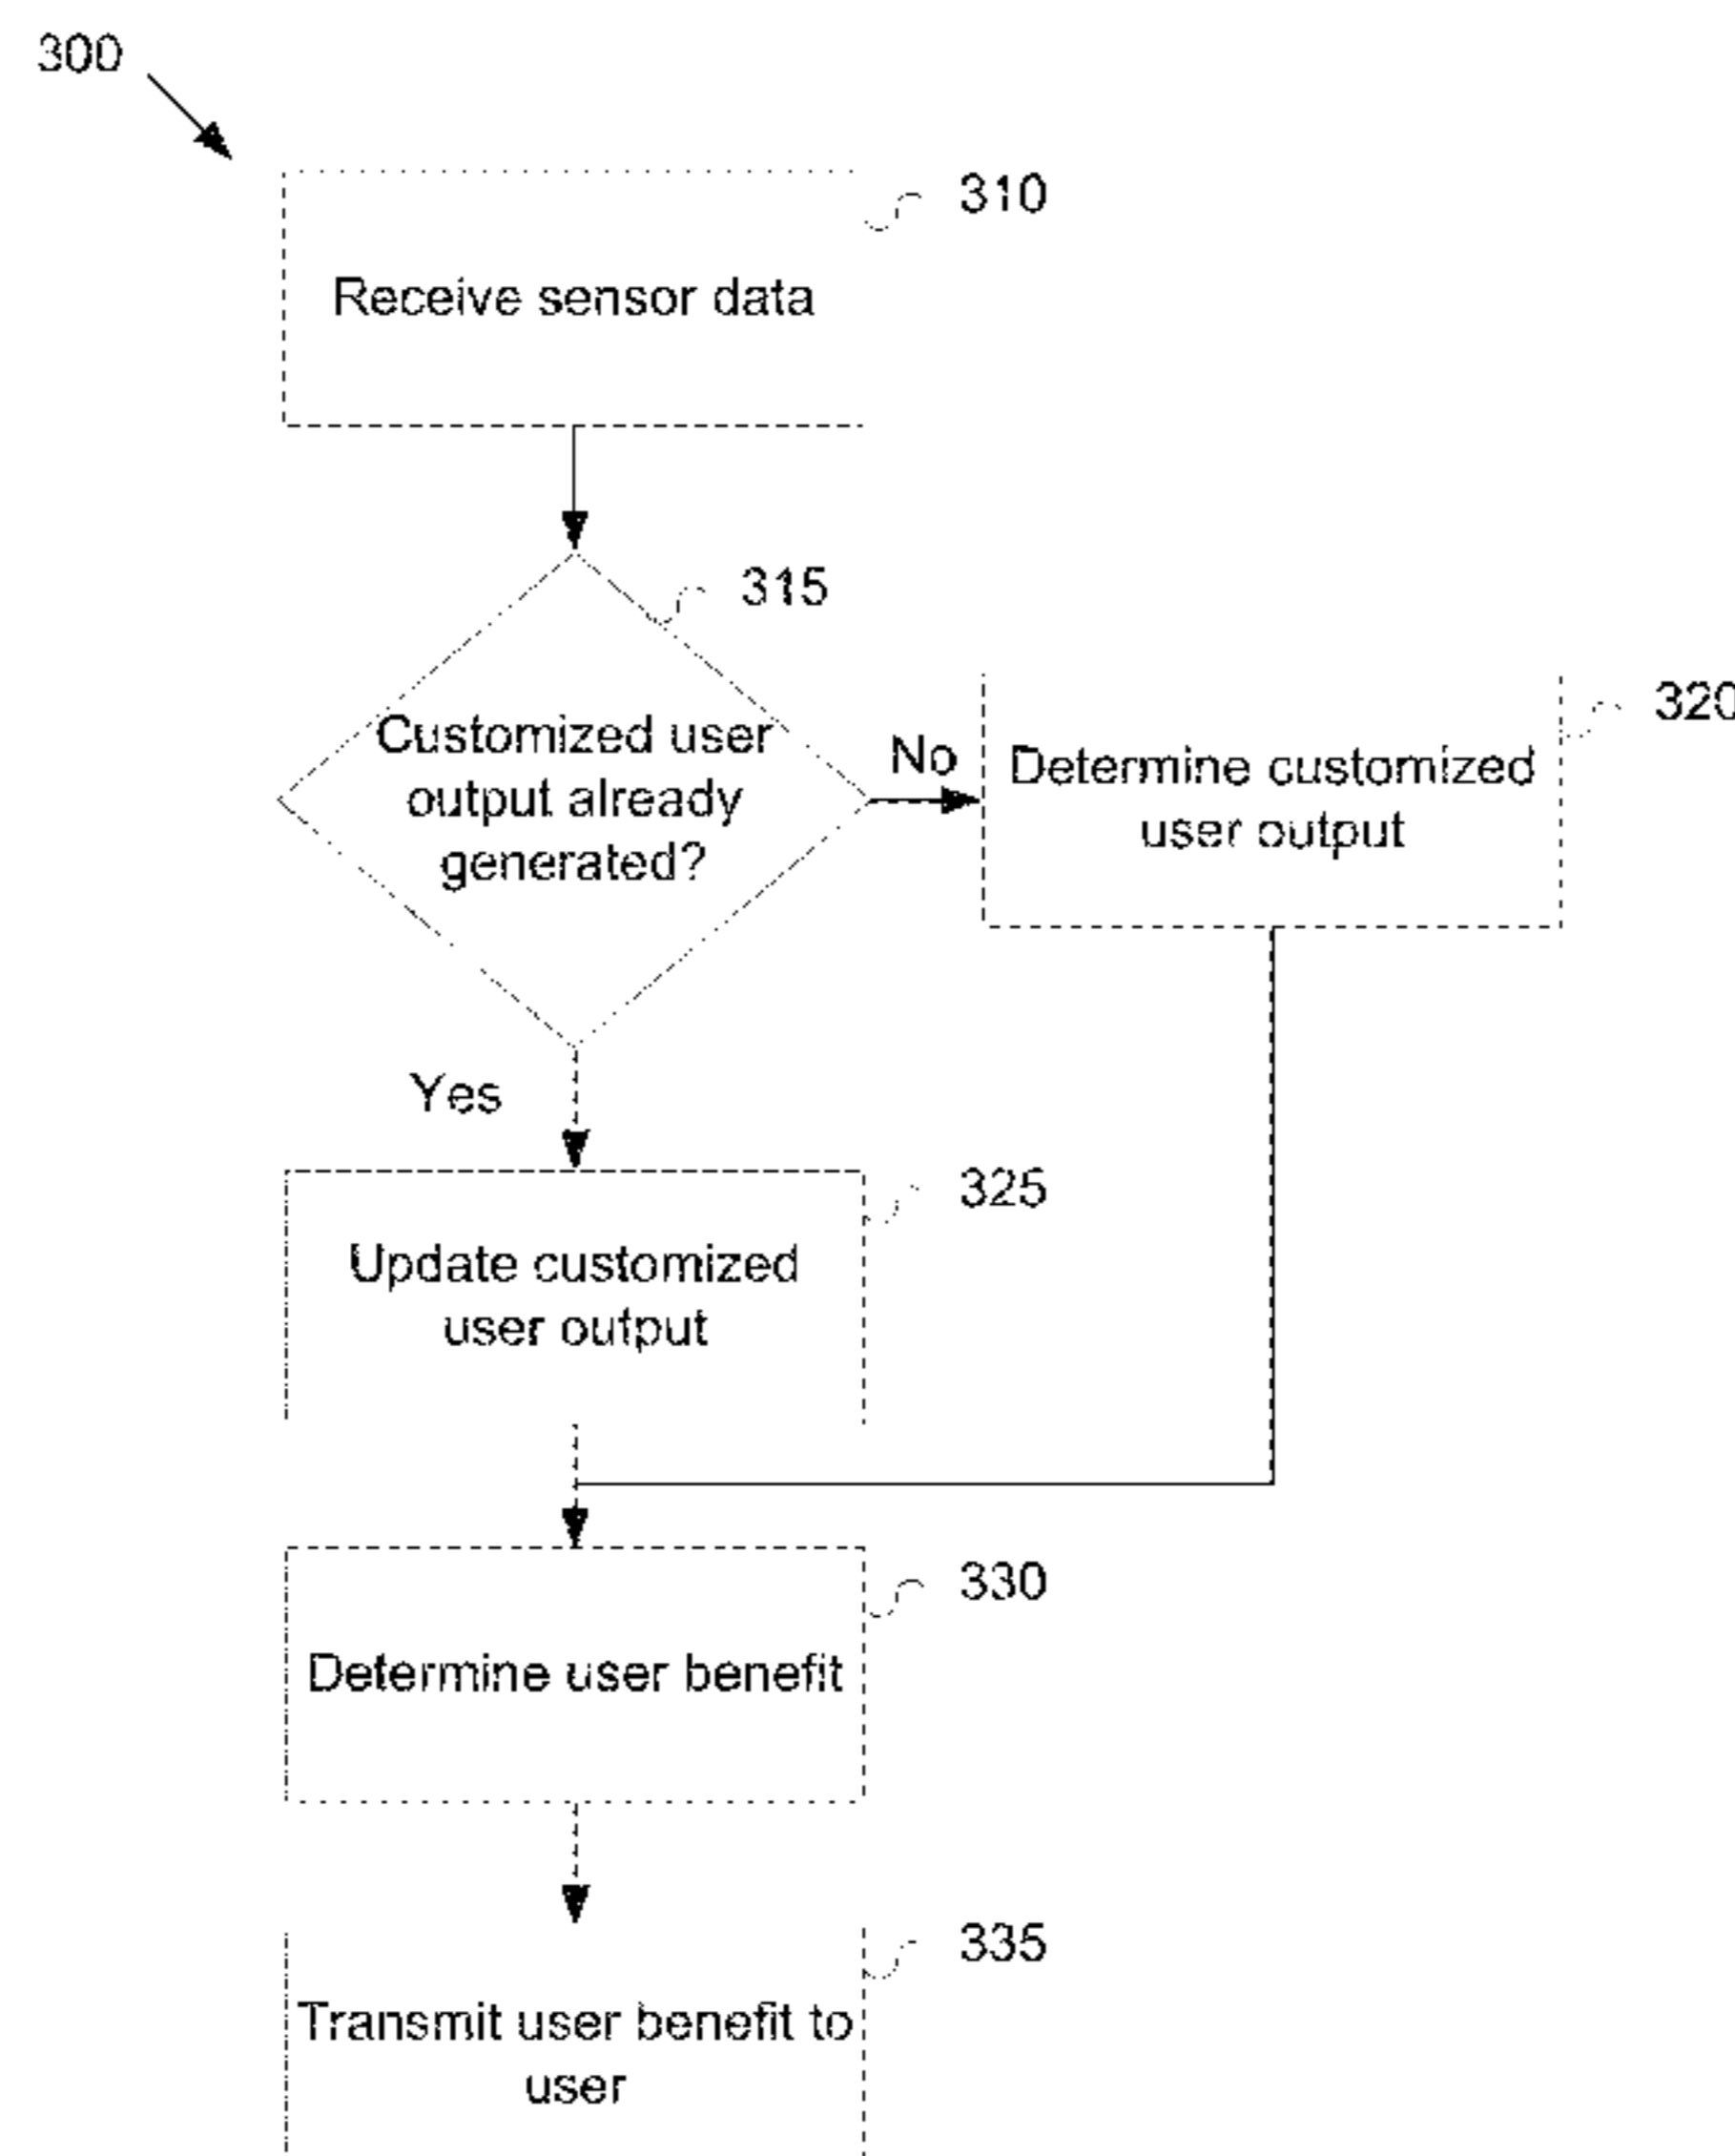 300
310
Receive sensor data
315
Customized user
output already
generated?
No
320
Determine customized
user output
Yes
325
Update customized
user output
330
Determine user benefit
335
Transmit user benefit to
user